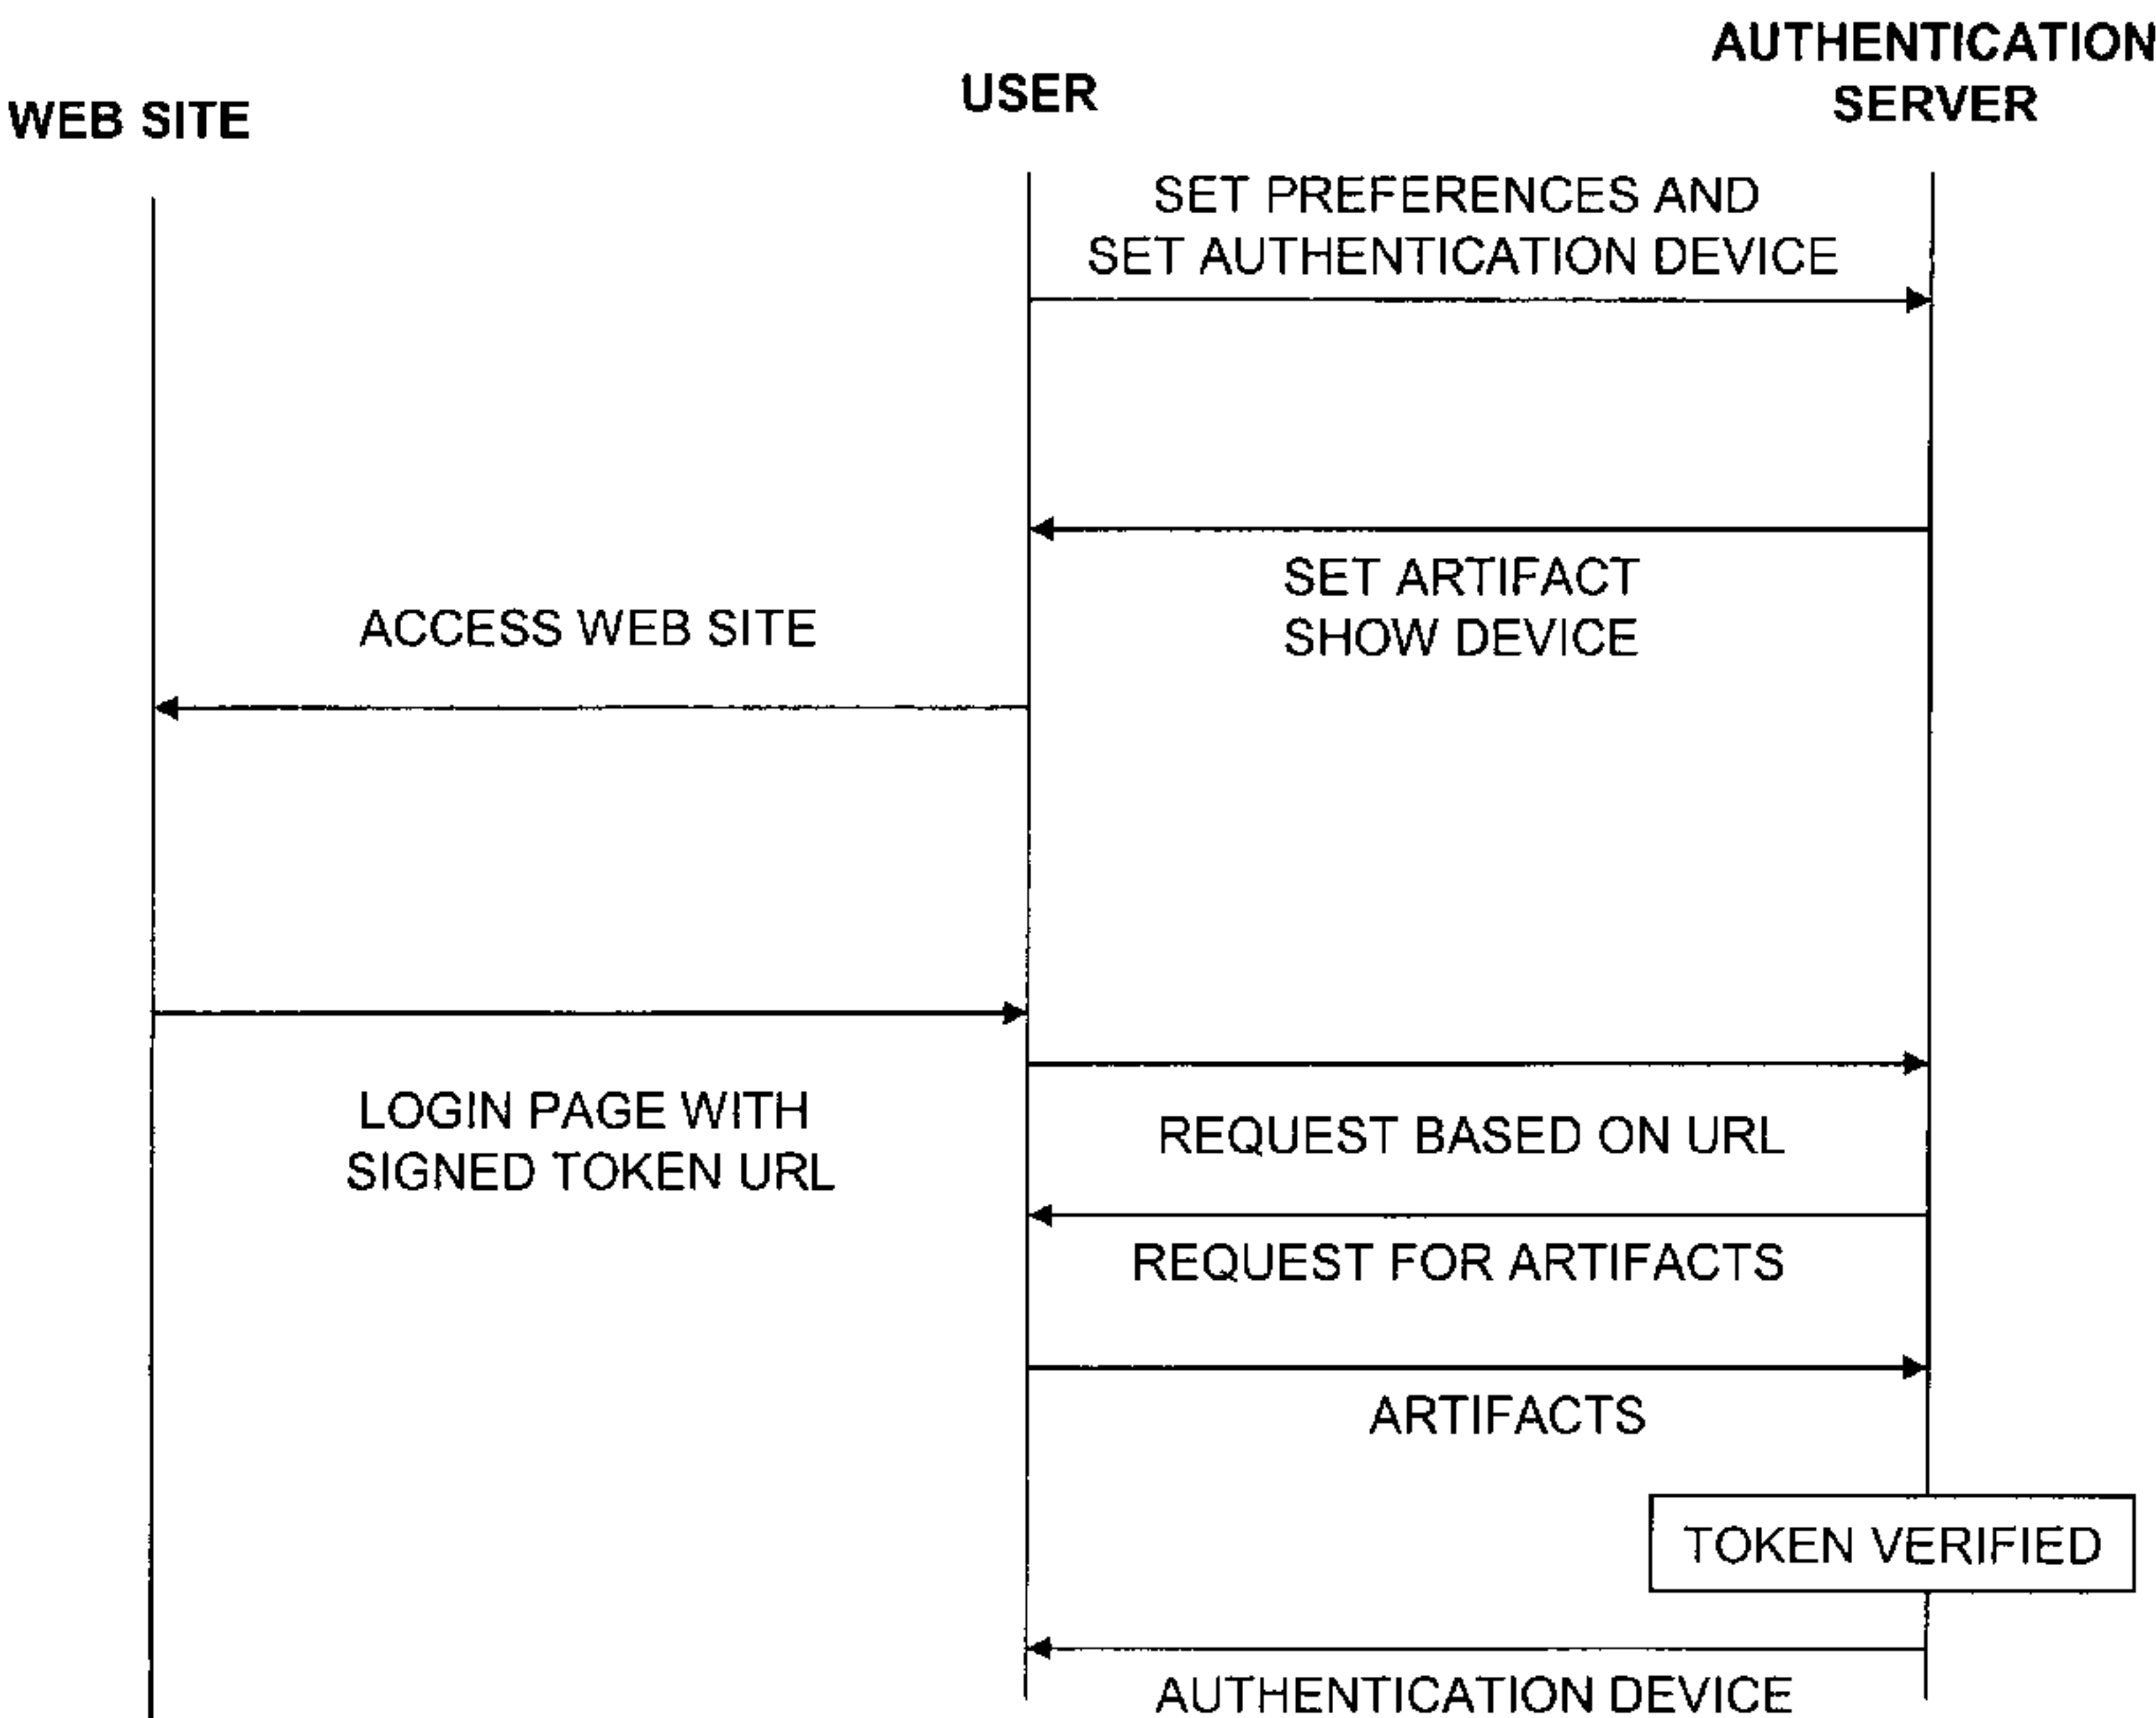 WEB SITE
USER
AUTHENTICATION
SERVER
SET PREFERENCES AND
SET AUTHENTICATION DEVICE
SET ARTIFACT
SHOW DEVICE
ACCESS WEB SITE
LOGIN PAGE WITH
SIGNED TOKEN URL
REQUEST BASED ON URL
REQUEST FOR ARTIFACTS
ARTIFACTS
TOKEN VERIFIED
AUTHENTICATION DEVICE